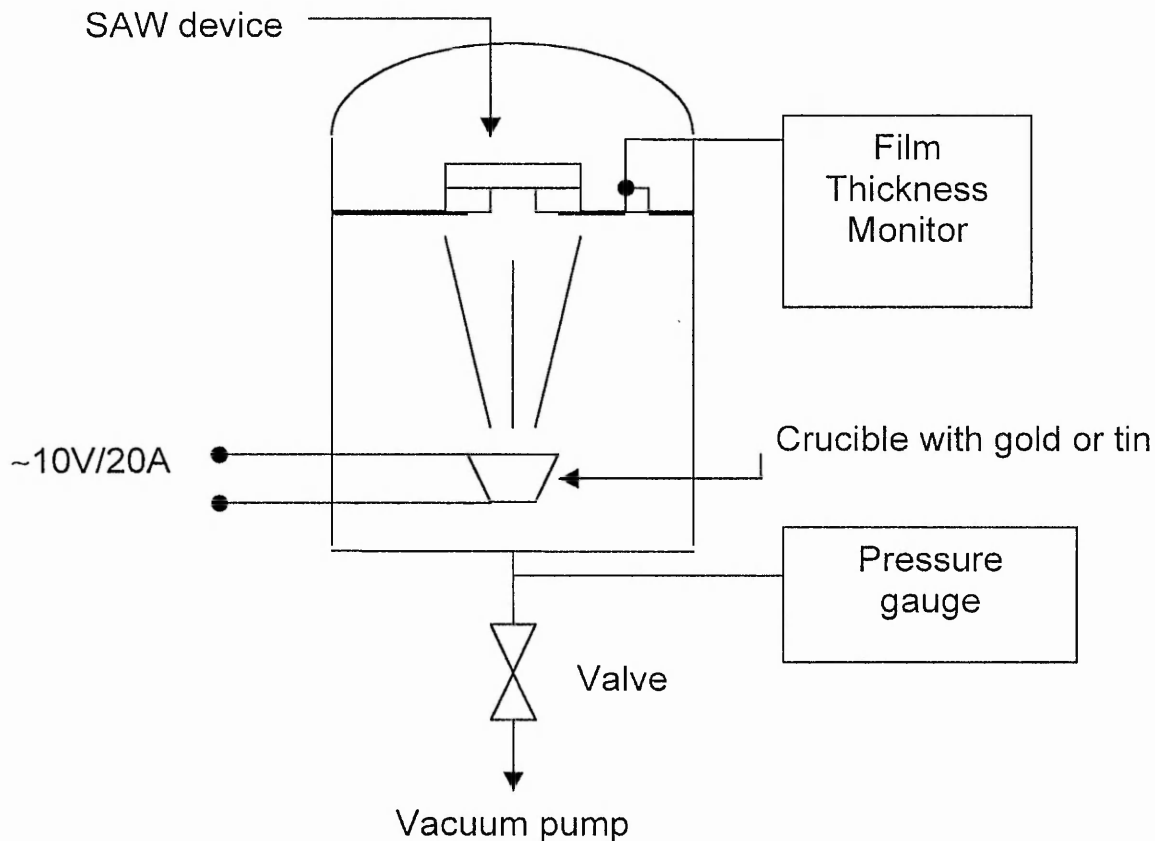 SAW device
Film
Thickness
Monitor
~10V/20A
Crucible with gold or tin
Pressure
gauge
Valve
Vacuum pump